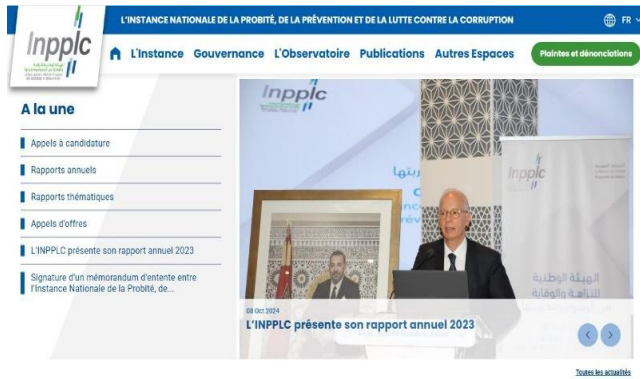 L'INSTANCE NATIONALE DE LA PROBITÉ, DE LA PRÉVENTION ET DE LA LUTTE CONTRE LA CORRUPTION
FR
Inpplc
L'Instance Gouvernance L'Observatoire Publications Autres Espaces
Plaintes et dénonciations
A la une
Appels à candidature
Rapports annuels
Rapports thématiques
Appels d'offres
L'INPPLC présente son rapport annuel 2023
Signature d'un mémorandum d'entente entre
l'Instance Nationale de la Probité, de...
Inpplc
Inpplc
الهيئة الوطنية
للنزاهة والوقاية
08 Oct 2024
L'INPPLC présente son rapport annuel 2023
Toutes les actualités